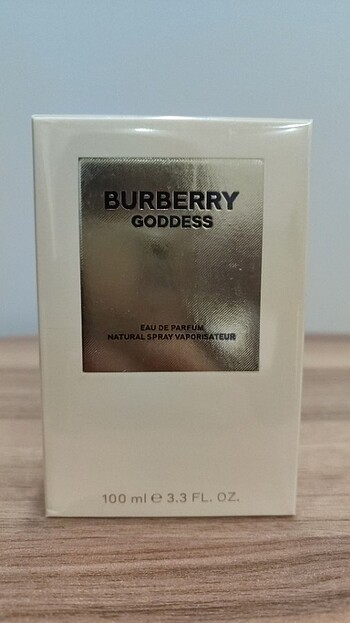 BURBERRY
GODDESS
EAU DE PARFUM
NATURAL SPRAY VAPORISATEUR
100 ml ℮ 3.3 FL. OZ.